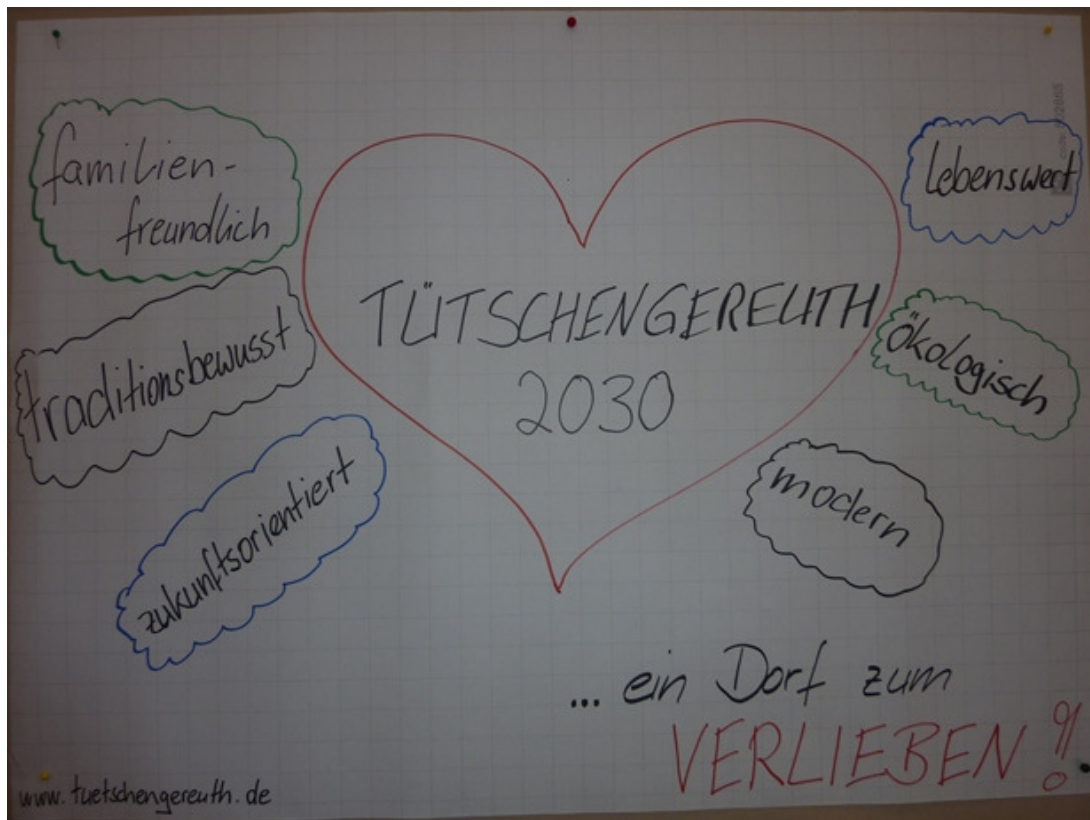 familien-
freundlich
traditionsbewusst
zukunftsorientiert
TÜTSCHENGEREUTH
2030
lebenswert
ökologisch
modern
... ein Dorf zum
VERLIEBEN!
www.tuetschengereuth.de